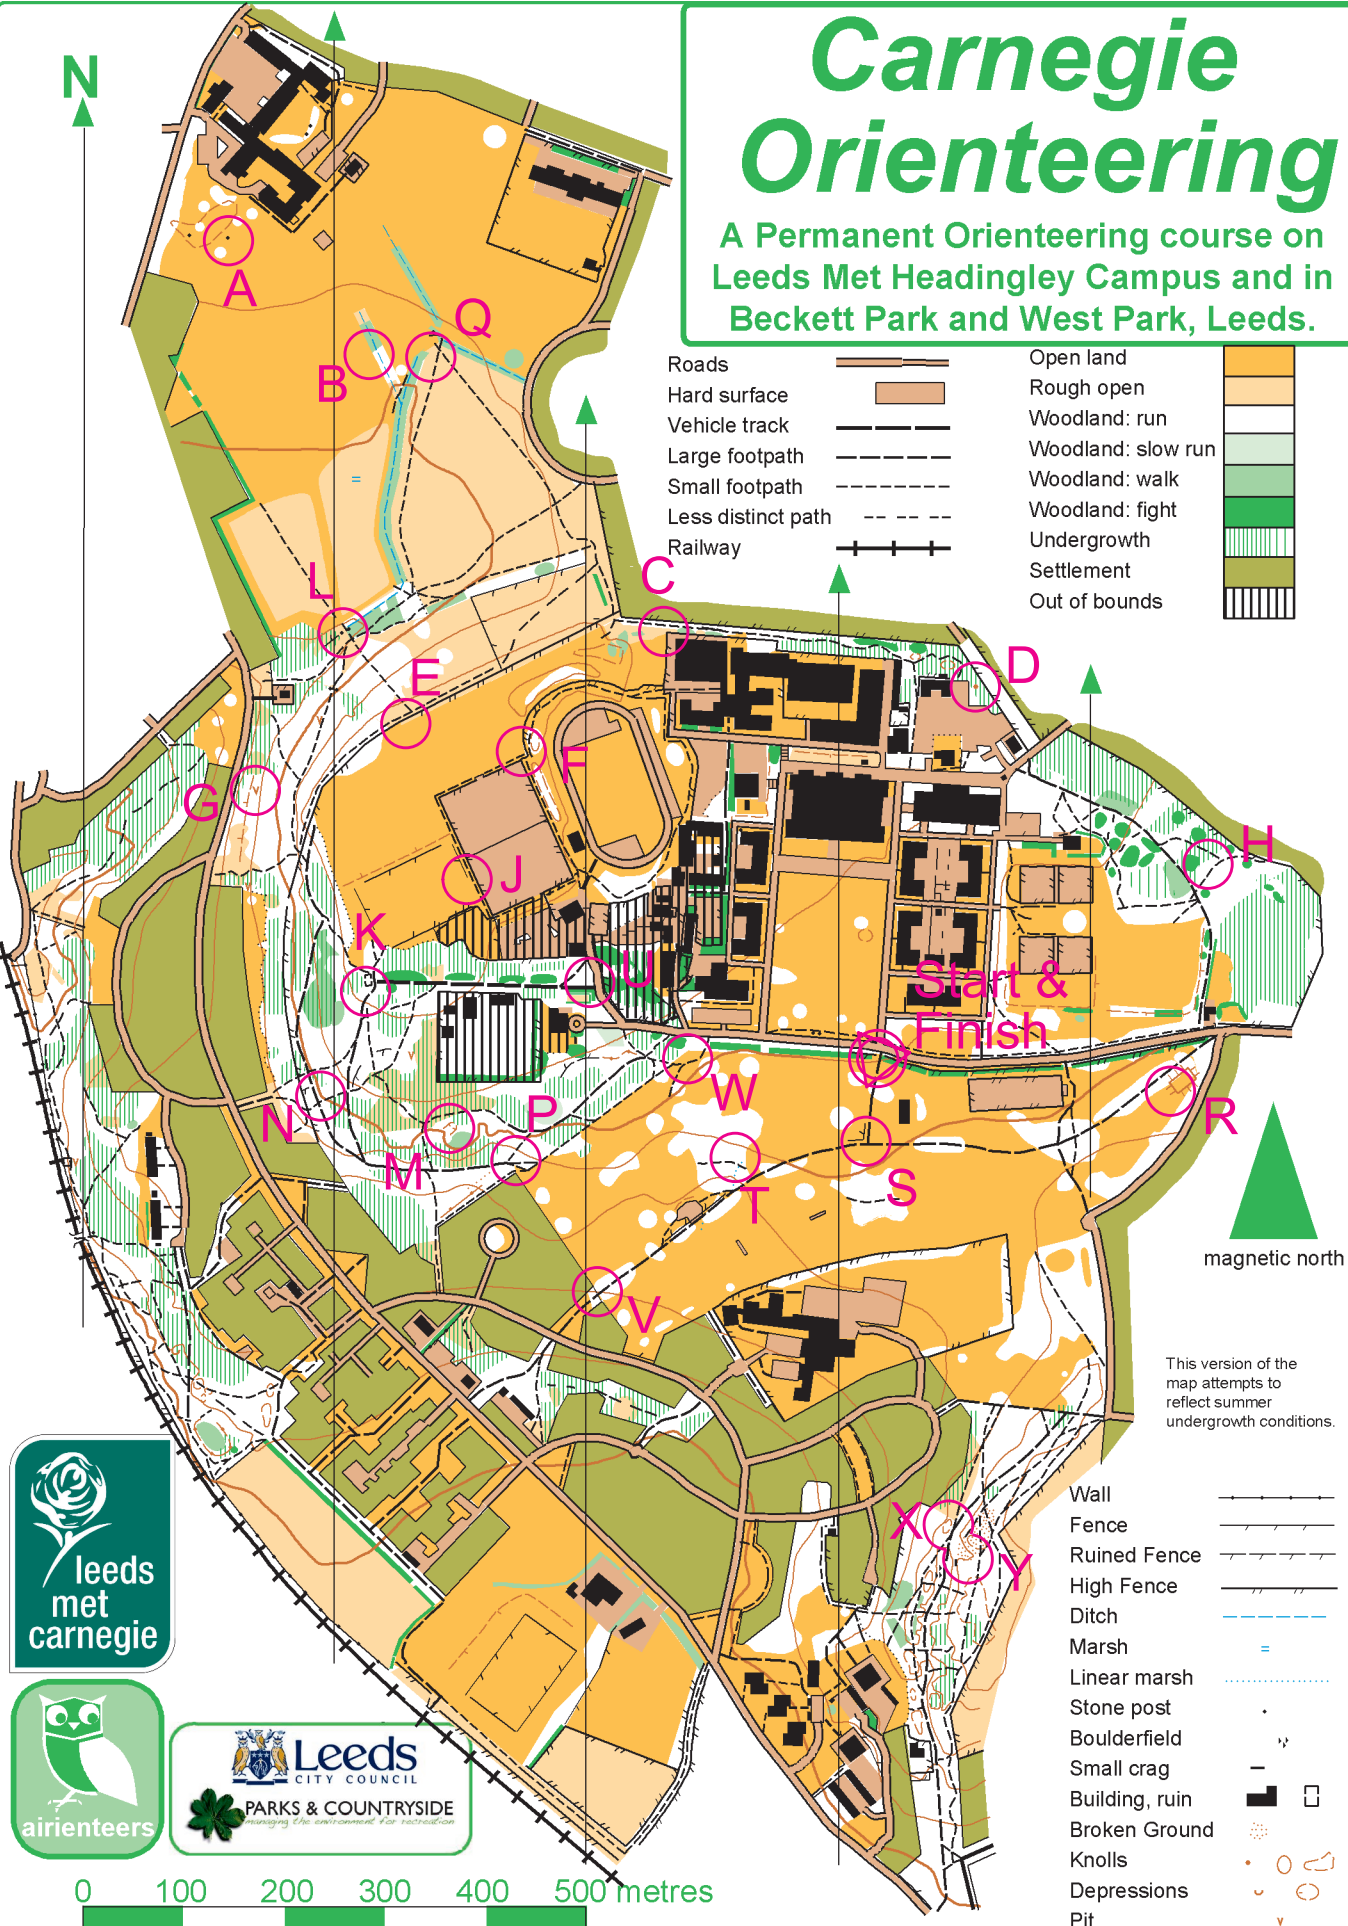 Carnegie
Orienteering
A Permanent Orienteering course on
Leeds Met Headingley Campus and in
Beckett Park and West Park, Leeds.
N
Roads
Hard surface
Vehicle track
Large footpath
Small footpath
Less distinct path
Railway
Open land
Rough open
Woodland: run
Woodland: slow run
Woodland: walk
Woodland: fight
Undergrowth
Settlement
Out of bounds
A
Q
B
L
C
E
D
F
G
H
J
K
U
Start &
Finish
W
N
P
R
M
S
T
V
magnetic north
This version of the
map attempts to
reflect summer
undergrowth conditions.
X
Y
Wall
Fence
Ruined Fence
High Fence
Ditch
Marsh
Linear marsh
Stone post
Boulderfield
Small crag
Building, ruin
Broken Ground
Knolls
Depressions
Pit
leeds
met
carnegie
airienteers
Leeds
CITY COUNCIL
PARKS & COUNTRYSIDE
managing the environment for recreation
0 100 200 300 400 500 metres